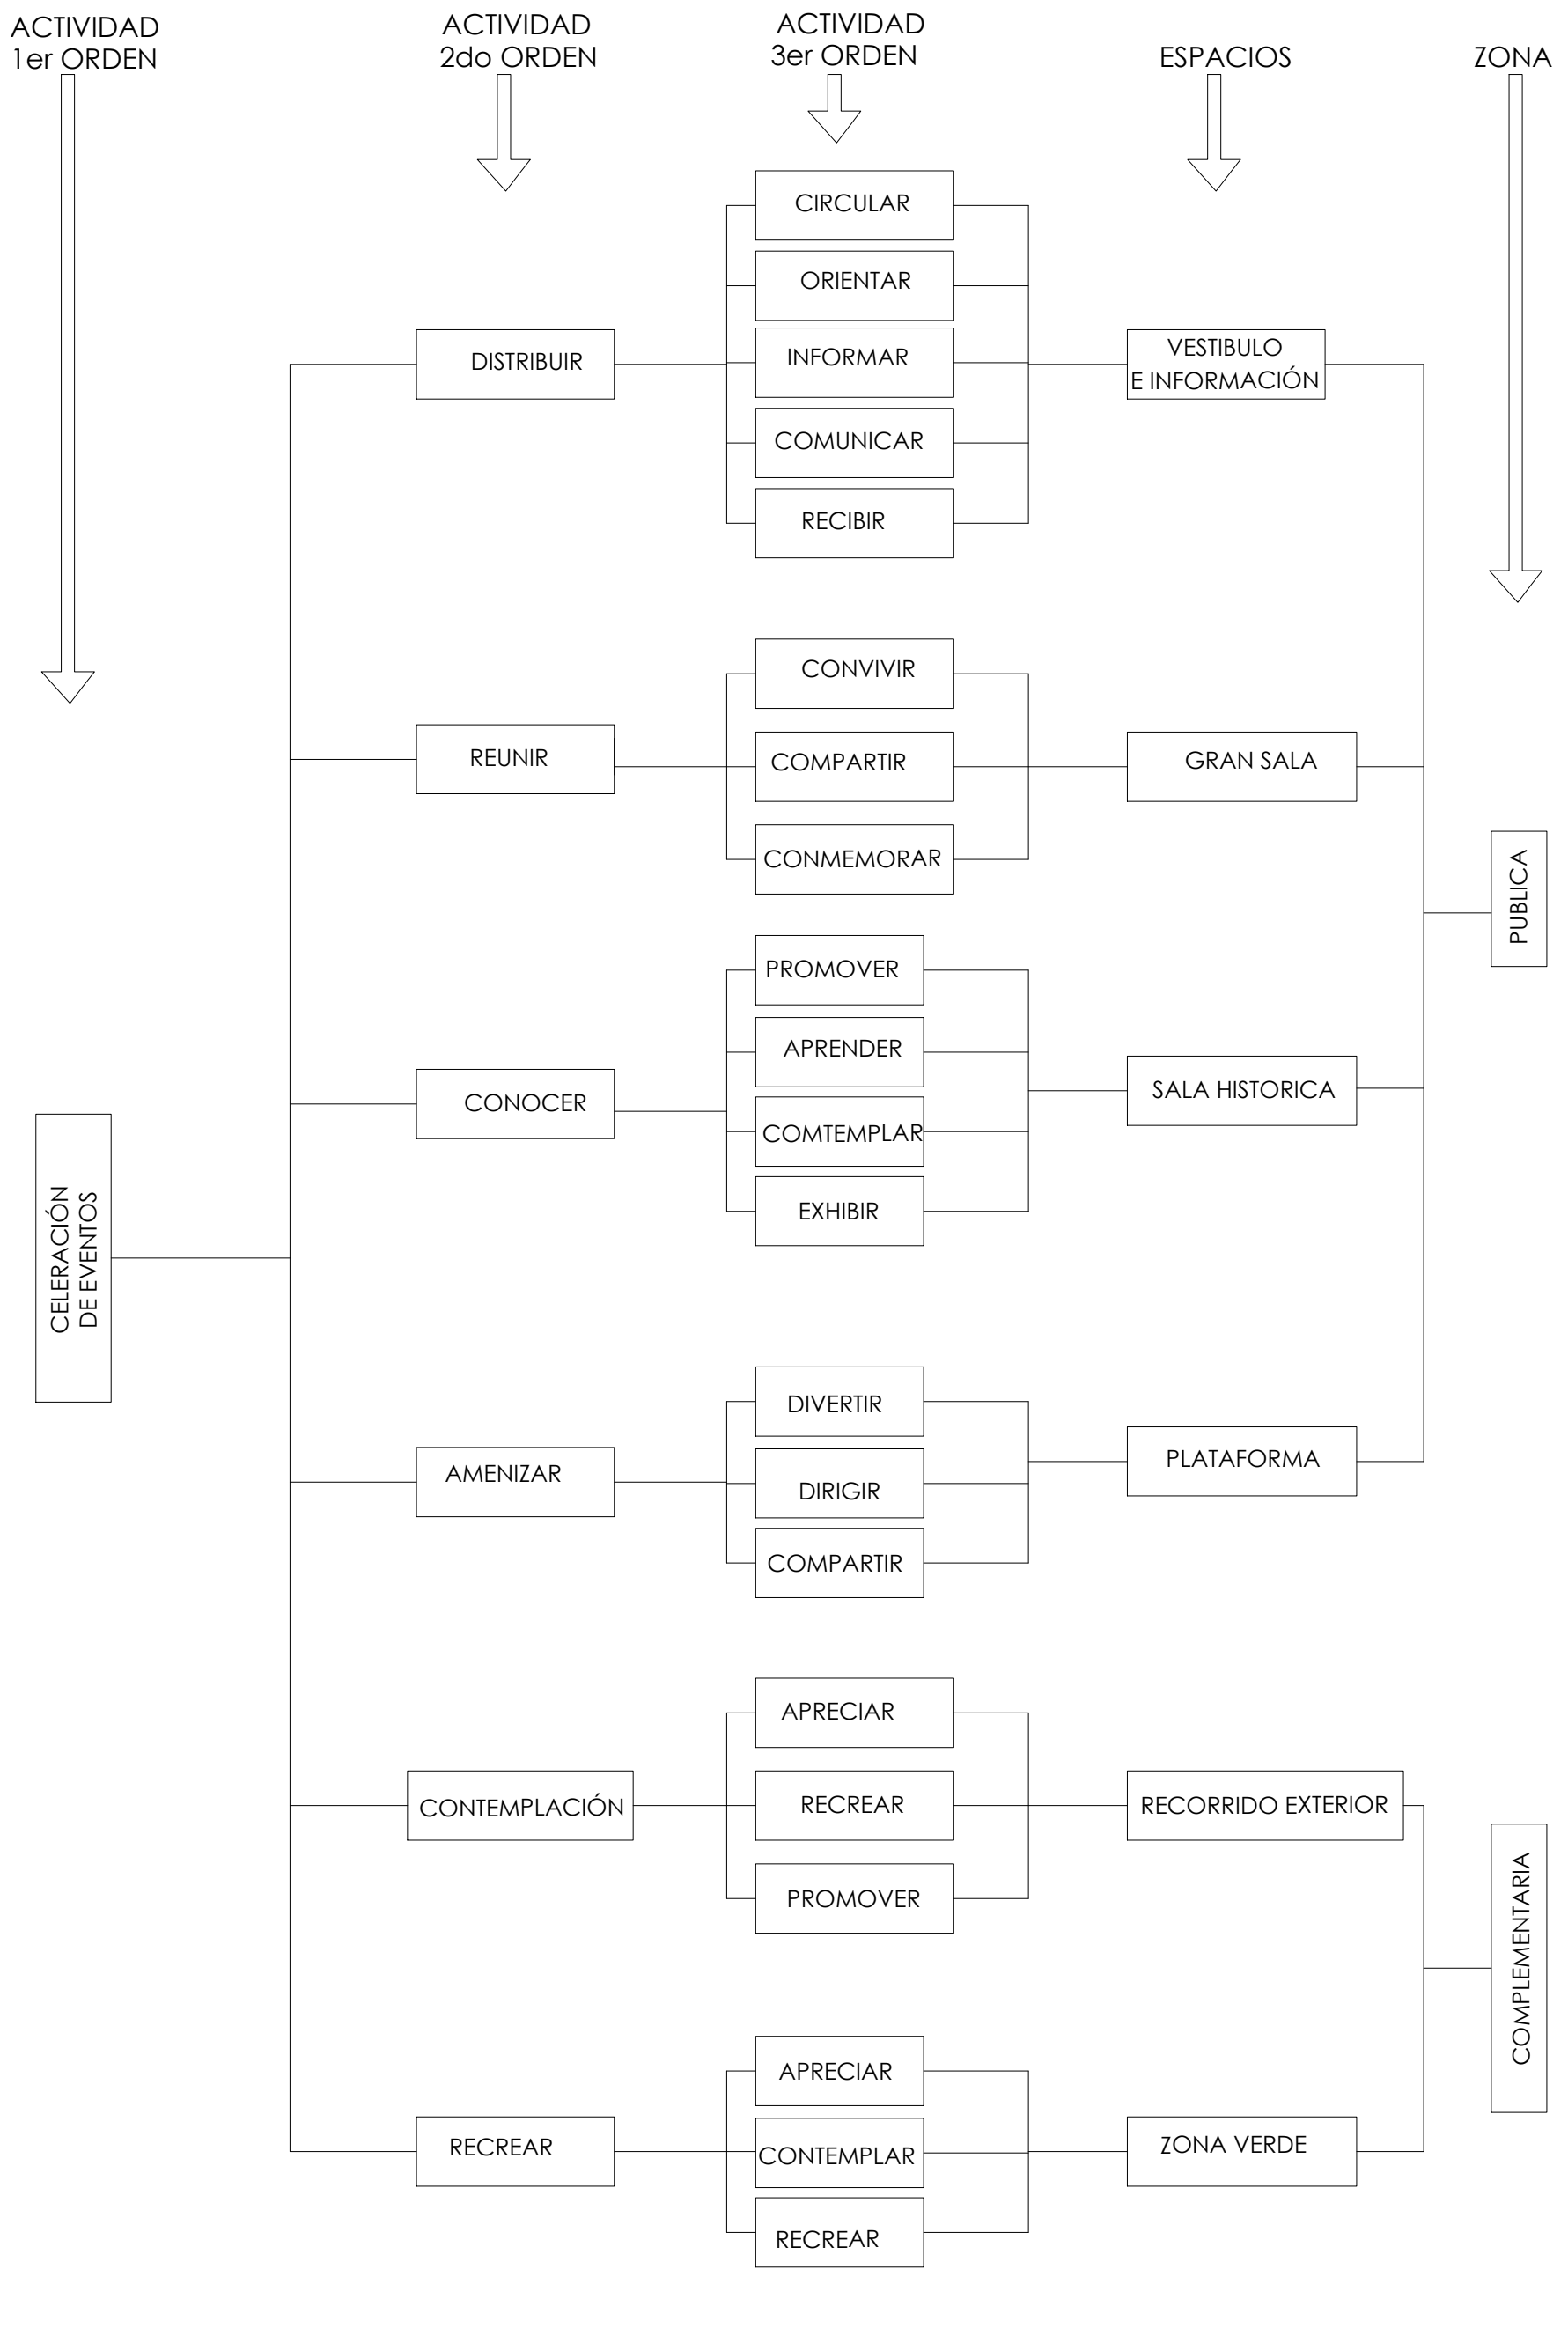 ACTIVIDAD
1er ORDEN
ACTIVIDAD
2do ORDEN
ACTIVIDAD
3er ORDEN
ESPACIOS
ZONA
CELERACIÓN
DE EVENTOS
DISTRIBUIR
CIRCULAR
ORIENTAR
INFORMAR
COMUNICAR
RECIBIR
VESTIBULO
E INFORMACIÓN
REUNIR
CONVIVIR
COMPARTIR
CONMEMORAR
GRAN SALA
CONOCER
PROMOVER
APRENDER
COMTEMPLAR
EXHIBIR
SALA HISTORICA
AMENIZAR
DIVERTIR
DIRIGIR
COMPARTIR
PLATAFORMA
PUBLICA
CONTEMPLACIÓN
APRECIAR
RECREAR
PROMOVER
RECORRIDO EXTERIOR
RECREAR
APRECIAR
CONTEMPLAR
RECREAR
ZONA VERDE
COMPLEMENTARIA